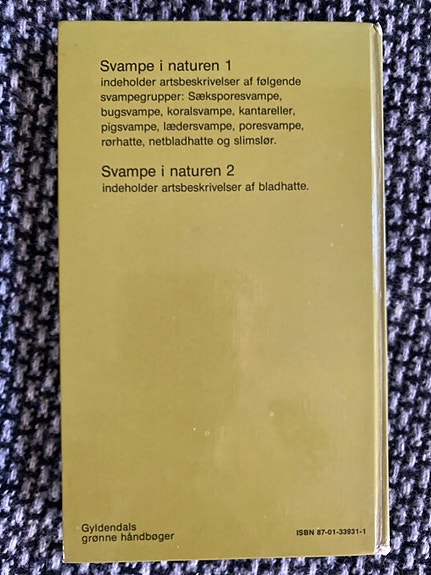 Svampe i naturen 1
indeholder artsbeskrivelser af følgende
svampegrupper: Sæksporesvampe,
bugsvampe, koralsvampe, kantareller,
pigsvampe, lædersvampe, poresvampe,
rørhatte, netbladhatte og slimslør.
Svampe i naturen 2
indeholder artsbeskrivelser af bladhatte.
Gyldendals
grønne håndbøger
ISBN 87-01-33931-1